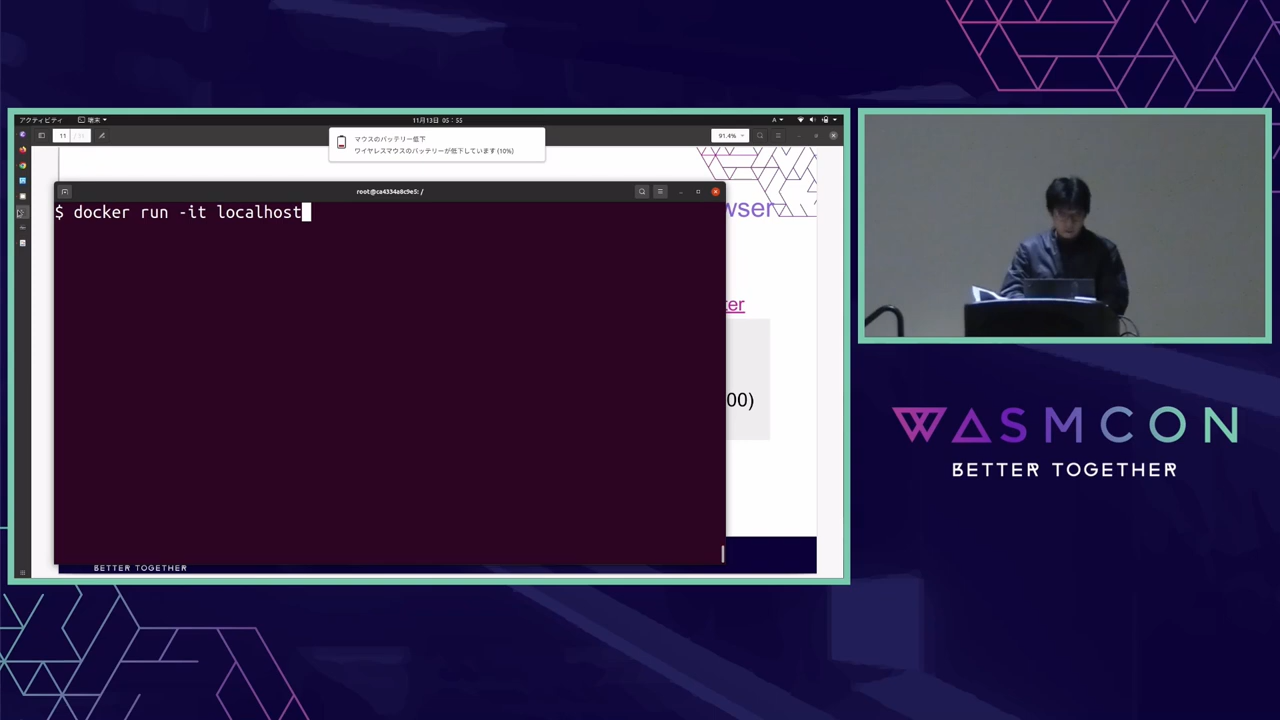 アクティビティ
端末
11月13日 05:55
A
11
91.4%
マウスのバッテリー低下
ワイヤレスマウスのバッテリーが低下しています (10%)
root@ca4334a8c9e5: /
$ docker run -it localhost
wser
ter
00)
BETTER TOGETHER
WASMCON
BETTER TOGETHER